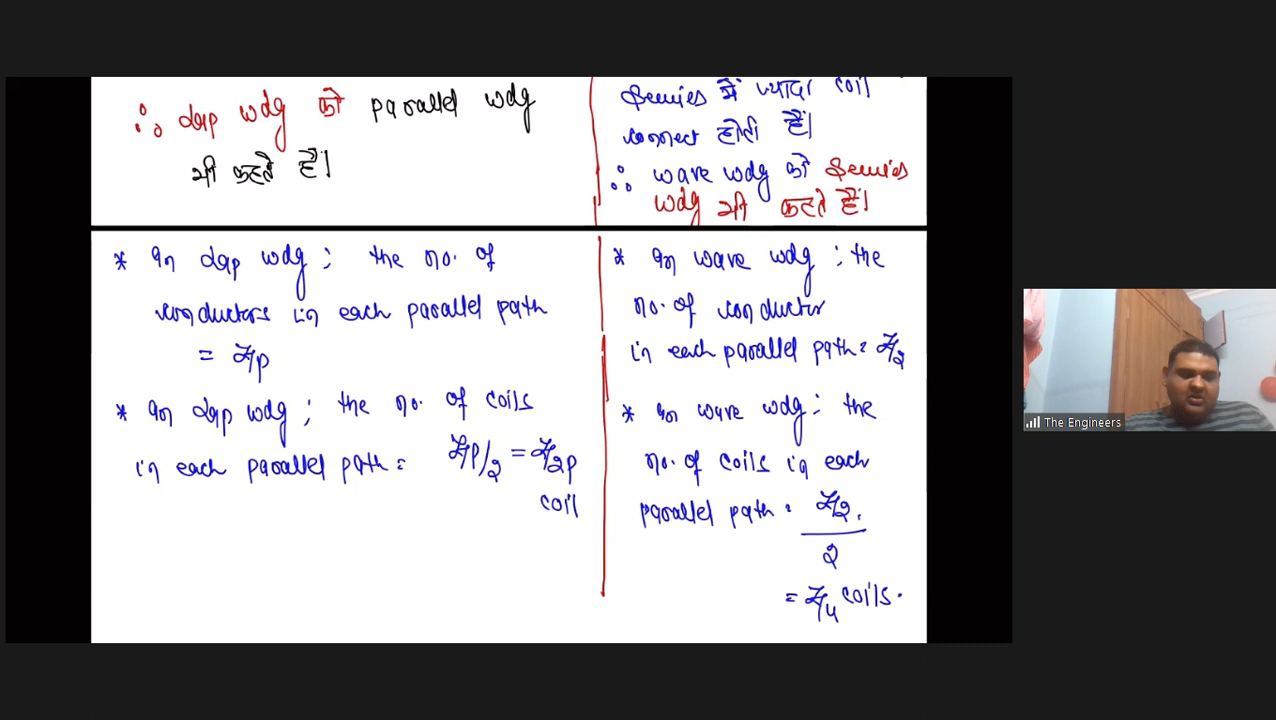 ∴ Lap wdg को parallel wdg
भी कहते हैं।
Series में ज्यादा coil
connect होती हैं।
∴ wave wdg को Series
wdg भी कहते हैं।
* In Lap wdg ; the no. of
conductors in each parallel path
= Z/p
* In Lap wdg ; the no. of coils
in each parallel path = Z/p/2 = Z/2p
coil
* In wave wdg : the
no. of conductor
in each parallel path = Z/2
* In wave wdg : the
no. of coils in each
parallel path = Z/2
2
= Z/4 coils.
The Engineers